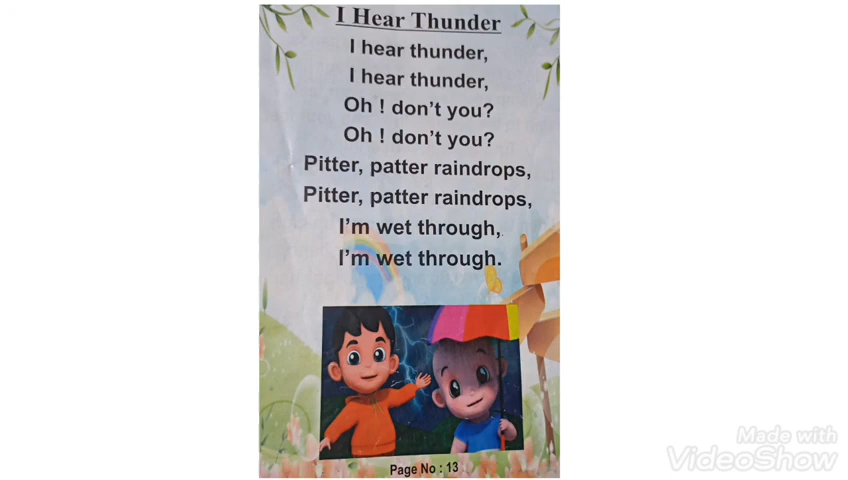 I Hear Thunder
I hear thunder,
I hear thunder,
Oh ! don't you?
Oh ! don't you?
Pitter, patter raindrops,
Pitter, patter raindrops,
I'm wet through,
I'm wet through.
Page No : 13
Made with
VideoShow